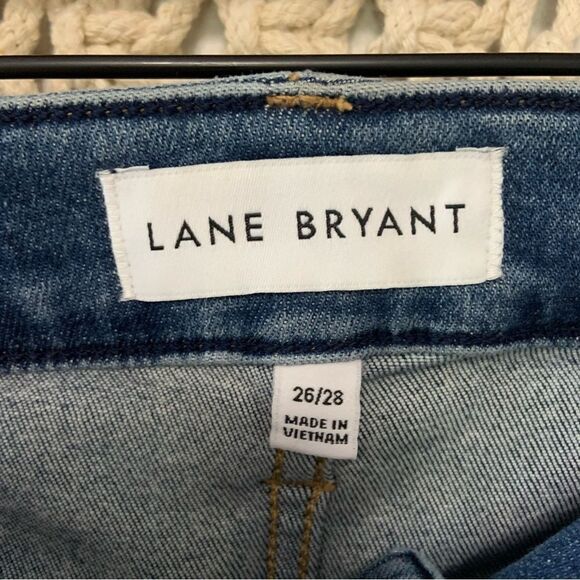 LANE BRYANT
26/28
MADE IN
VIETNAM